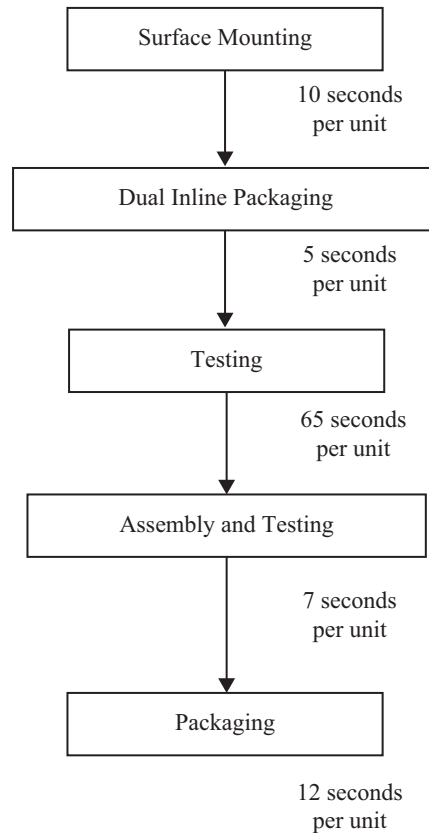 Surface Mounting
10 seconds
per unit
Dual Inline Packaging
5 seconds
per unit
Testing
65 seconds
per unit
Assembly and Testing
7 seconds
per unit
Packaging
12 seconds
per unit